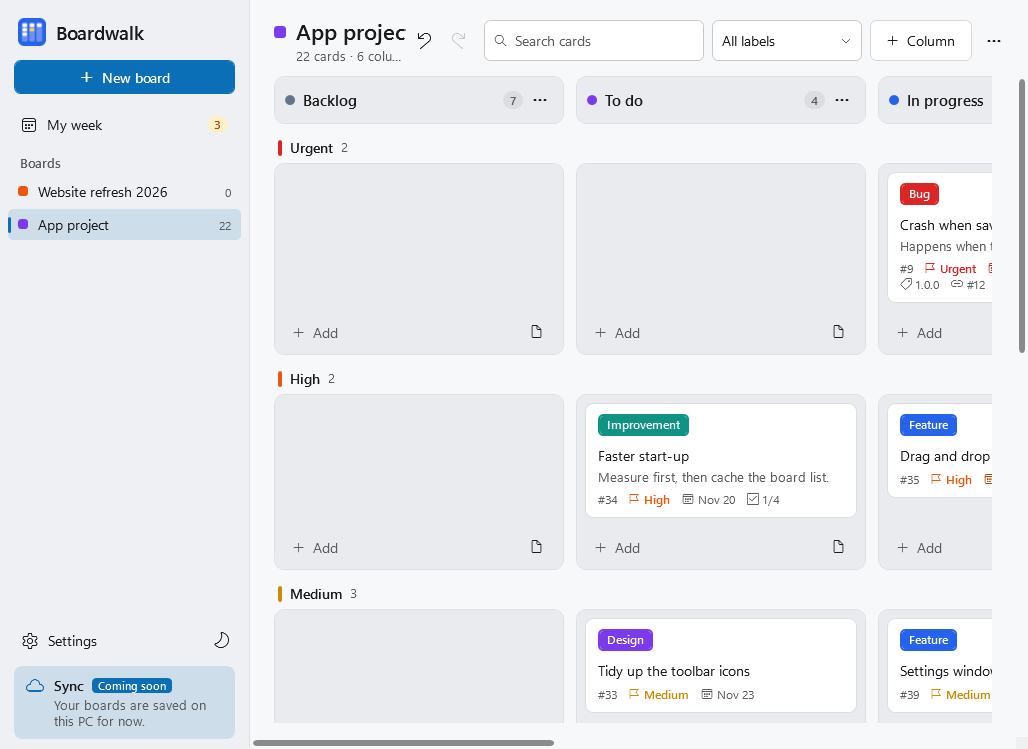 Boardwalk
New board
My week 3
Boards
Website refresh 2026 0
App project 22
Settings
Sync Coming soon
Your boards are saved on
this PC for now.
App projec
22 cards · 6 colu...
Search cards
All labels
Column
Backlog 7
To do 4
In progress
Urgent 2
Bug
Crash when sav
Happens when t
#9 Urgent
1.0.0 #12
Add
Add
Add
High 2
Improvement
Faster start-up
Measure first, then cache the board list.
#34 High Nov 20 1/4
Feature
Drag and drop
#35 High
Add
Add
Add
Medium 3
Design
Tidy up the toolbar icons
#33 Medium Nov 23
Feature
Settings window
#39 Medium